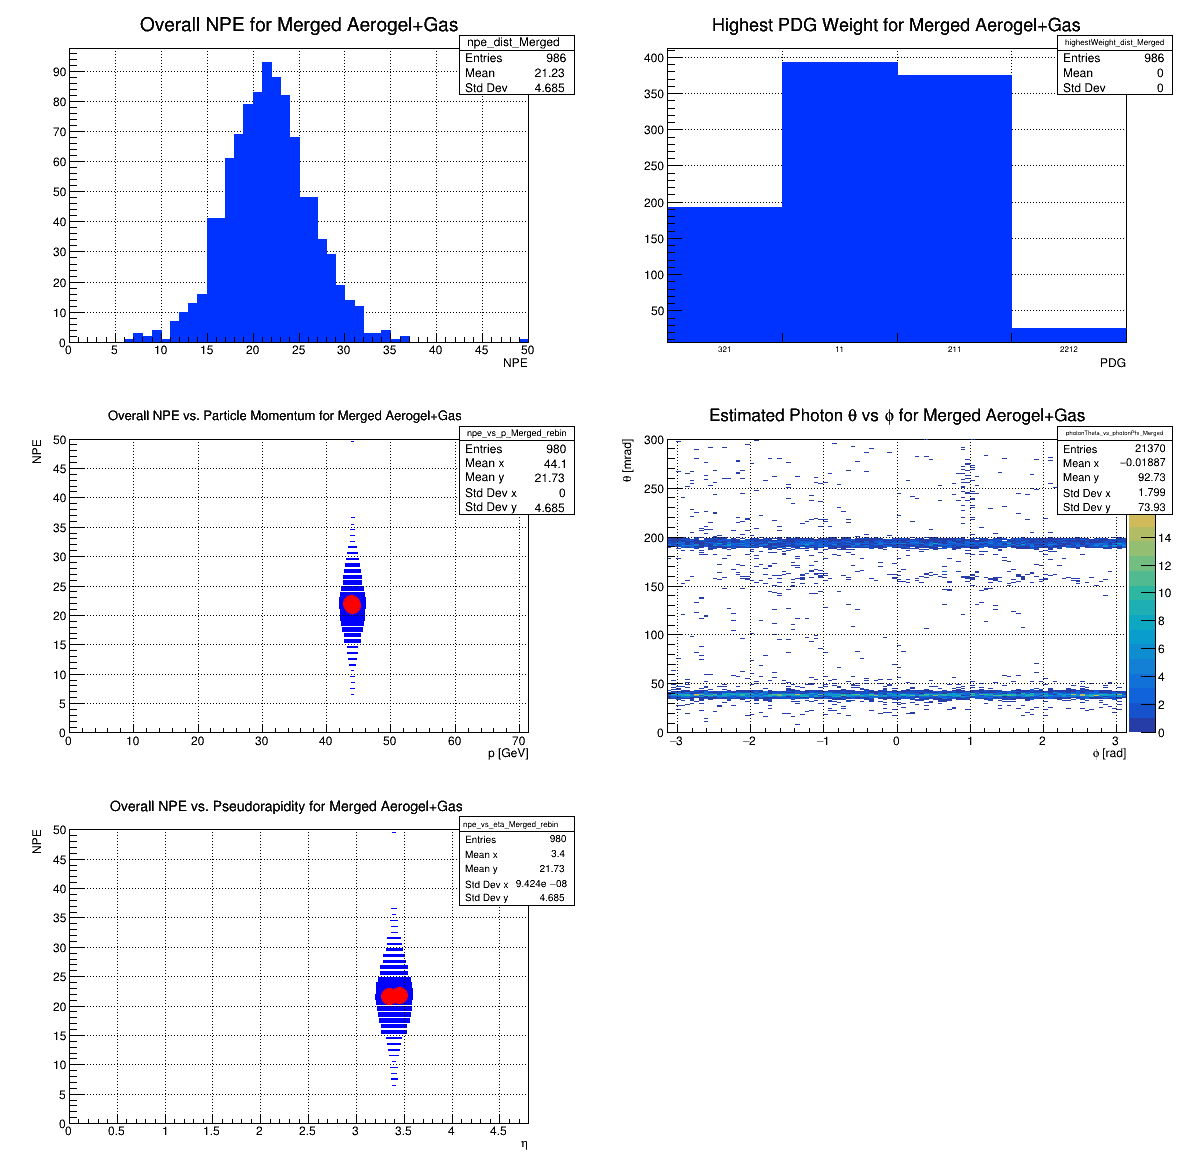 Overall NPE for Merged Aerogel+Gas
npe_dist_Merged
Entries 986
Mean 21.23
Std Dev 4.685
90
80
70
60
50
40
30
20
10
0
0 5 10 15 20 25 30 35 40 45 50
NPE
Highest PDG Weight for Merged Aerogel+Gas
highestWeight_dist_Merged
Entries 986
Mean 0
Std Dev 0
400
350
300
250
200
150
100
50
321 11 211 2212
PDG
Overall NPE vs. Particle Momentum for Merged Aerogel+Gas
npe_vs_p_Merged_rebin
Entries 980
Mean x 44.1
Mean y 21.73
Std Dev x 0
Std Dev y 4.685
NPE
50
45
40
35
30
25
20
15
10
5
0
0 10 20 30 40 50 60 70
p [GeV]
Estimated Photon θ vs ϕ for Merged Aerogel+Gas
photonTheta_vs_photonPhi_Merged
Entries 21370
Mean x −0.01887
Mean y 92.73
Std Dev x 1.799
Std Dev y 73.93
θ [mrad]
300
250
200
150
100
50
0
−3 −2 −1 0 1 2 3
ϕ [rad]
14
12
10
8
6
4
2
0
Overall NPE vs. Pseudorapidity for Merged Aerogel+Gas
npe_vs_eta_Merged_rebin
Entries 980
Mean x 3.4
Mean y 21.73
Std Dev x 9.424e −08
Std Dev y 4.685
NPE
50
45
40
35
30
25
20
15
10
5
0
0 0.5 1 1.5 2 2.5 3 3.5 4 4.5
η